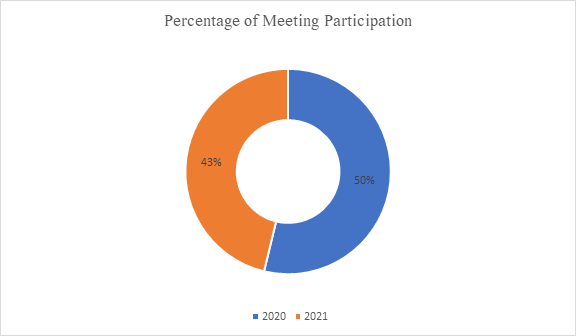 Percentage of Meeting Participation
43%
50%
2020 2021